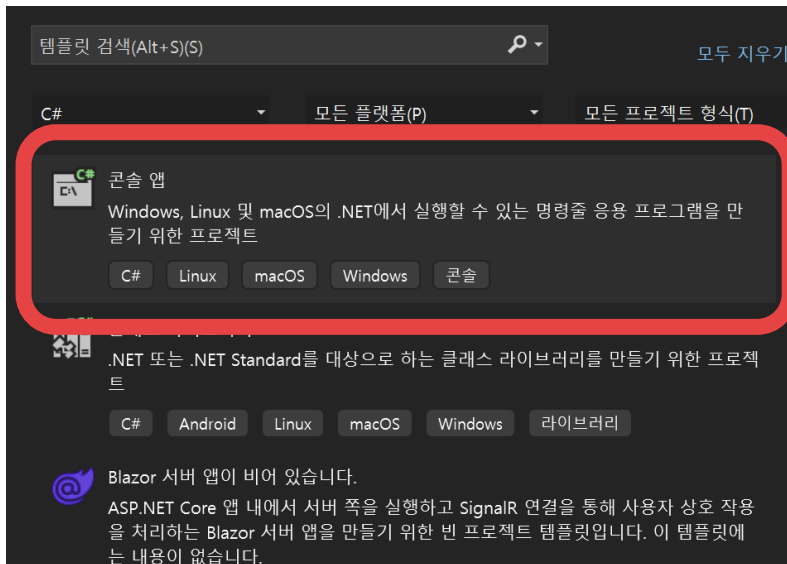 템플릿 검색(Alt+S)(S)
모두 지우기
C#
모든 플랫폼(P)
모든 프로젝트 형식(T)
C#
C:\
콘솔 앱
Windows, Linux 및 macOS의 .NET에서 실행할 수 있는 명령줄 응용 프로그램을 만
들기 위한 프로젝트
C#
Linux
macOS
Windows
콘솔
.NET 또는 .NET Standard를 대상으로 하는 클래스 라이브러리를 만들기 위한 프로젝
트
C#
Android
Linux
macOS
Windows
라이브러리
Blazor 서버 앱이 비어 있습니다.
ASP.NET Core 앱 내에서 서버 쪽을 실행하고 SignalR 연결을 통해 사용자 상호 작용
을 처리하는 Blazor 서버 앱을 만들기 위한 빈 프로젝트 템플릿입니다. 이 템플릿에
는 내용이 없습니다.